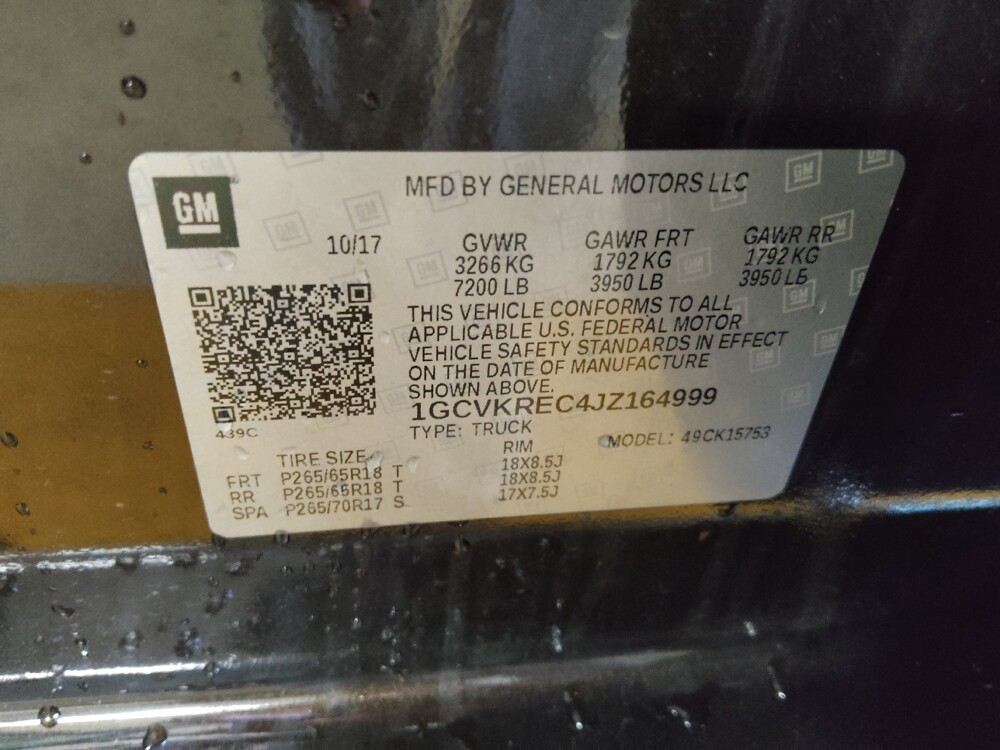 GM
MFD BY GENERAL MOTORS LLC
10/17
GVWR GAWR FRT GAWR RR
3266 KG 1792 KG 1792 KG
7200 LB 3950 LB 3950 LB
THIS VEHICLE CONFORMS TO ALL
APPLICABLE U.S. FEDERAL MOTOR
VEHICLE SAFETY STANDARDS IN EFFECT
ON THE DATE OF MANUFACTURE
SHOWN ABOVE.
1GCVKREC4JZ164999
439C
TYPE: TRUCK MODEL: 49CK15753
TIRE SIZE RIM
FRT P265/65R18 T 18X8.5J
RR P265/65R18 T 18X8.5J
SPA P265/70R17 S 17X7.5J